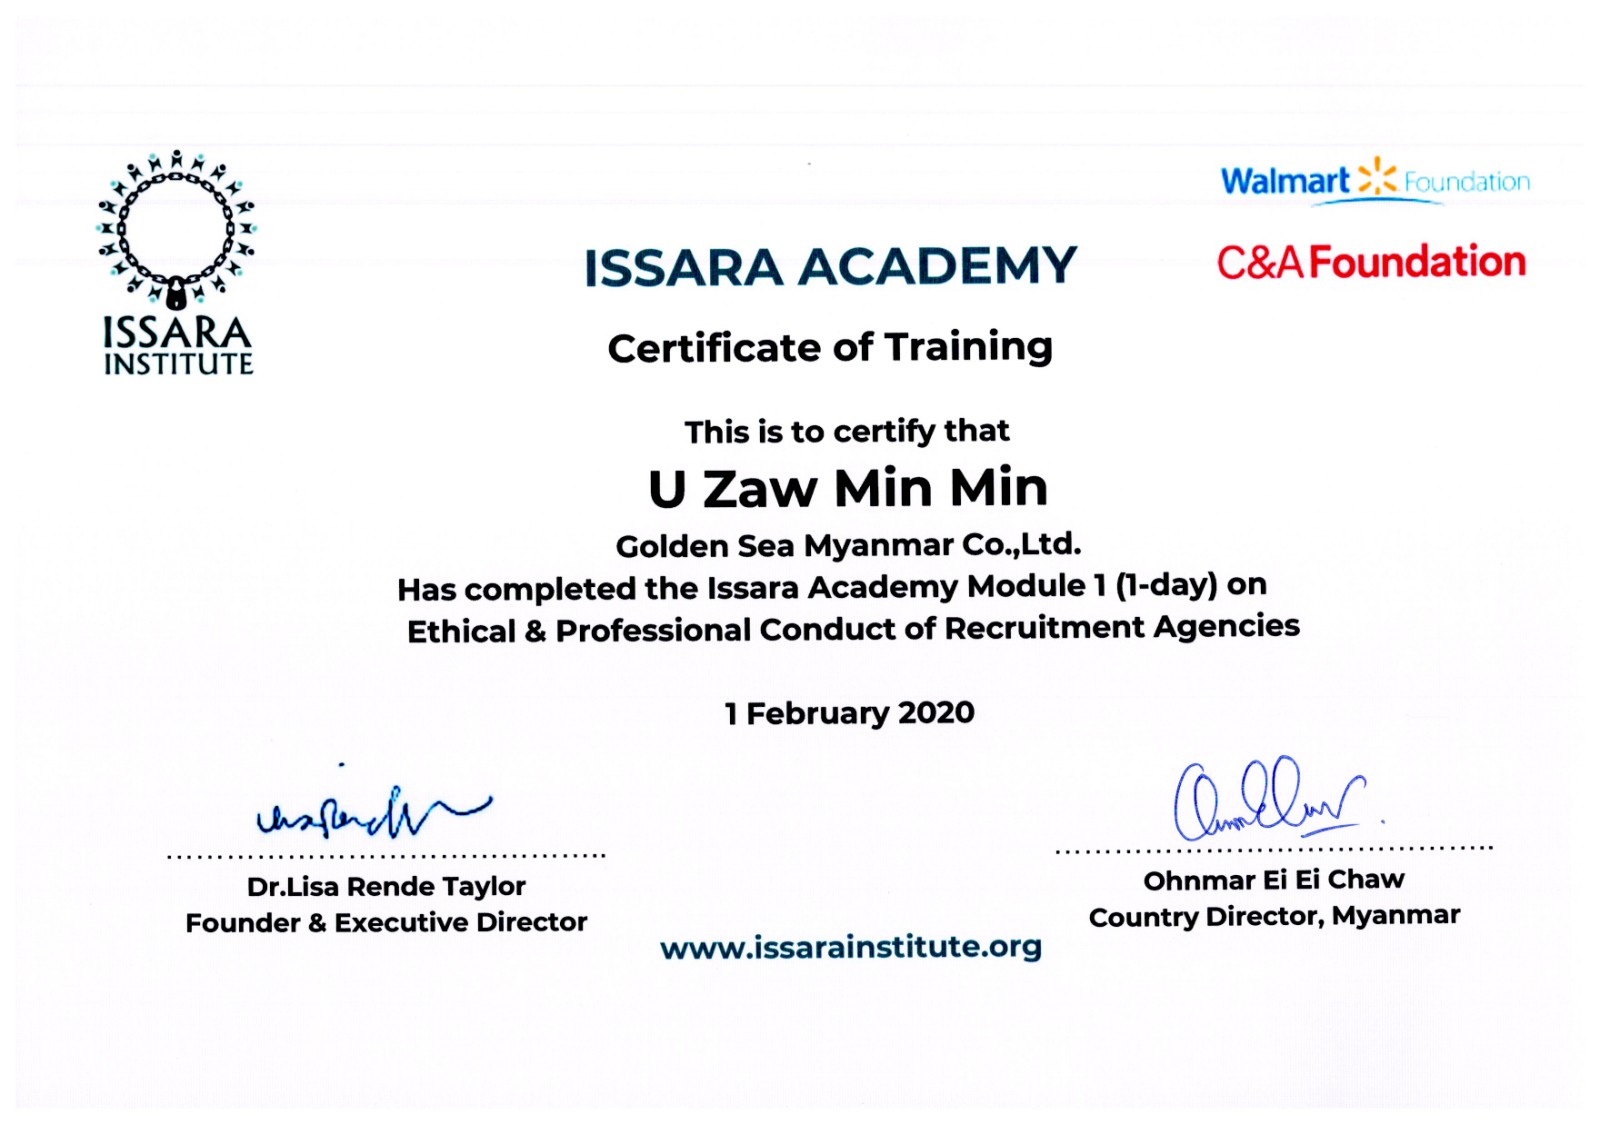 ISSARA
INSTITUTE
Walmart Foundation
C&A Foundation
ISSARA ACADEMY
Certificate of Training
This is to certify that
U Zaw Min Min
Golden Sea Myanmar Co.,Ltd.
Has completed the Issara Academy Module 1 (1-day) on
Ethical & Professional Conduct of Recruitment Agencies
1 February 2020
Dr.Lisa Rende Taylor
Founder & Executive Director
Ohnmar Ei Ei Chaw
Country Director, Myanmar
www.issarainstitute.org